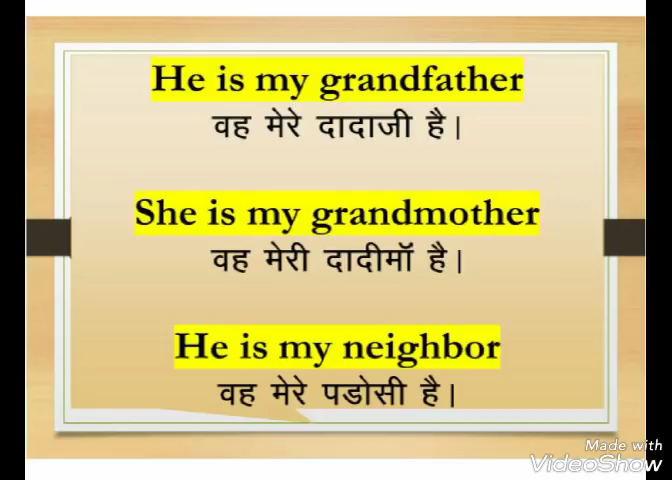 He is my grandfather
वह मेरे दादाजी है।
She is my grandmother
वह मेरी दादीमॉ है।
He is my neighbor
वह मेरे पडोसी है।
Made with
VideoShow